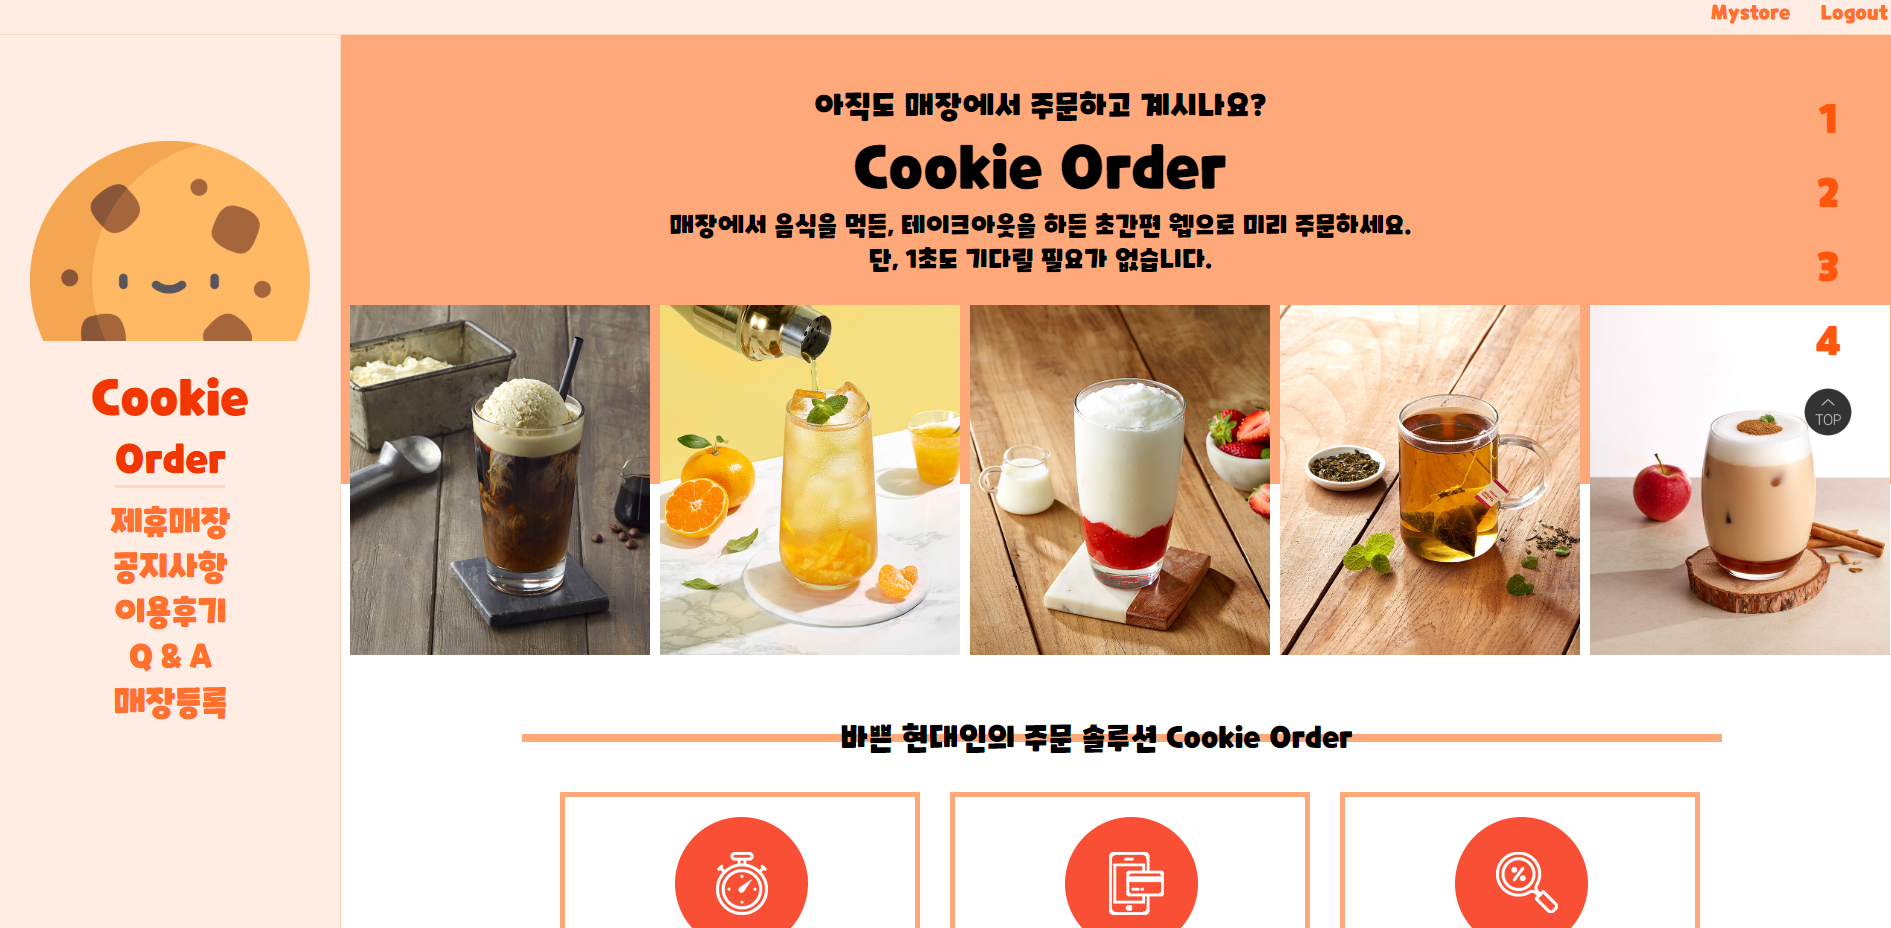 Mystore Logout
Cookie
Order
제휴매장
공지사항
이용후기
Q & A
매장등록
아직도 매장에서 주문하고 계시나요?
Cookie Order
매장에서 음식을 먹든, 테이크아웃을 하든 초간편 웹으로 미리 주문하세요.
단, 1초도 기다릴 필요가 없습니다.
1
2
3
4
TOP
바쁜 현대인의 주문 솔루션 Cookie Order